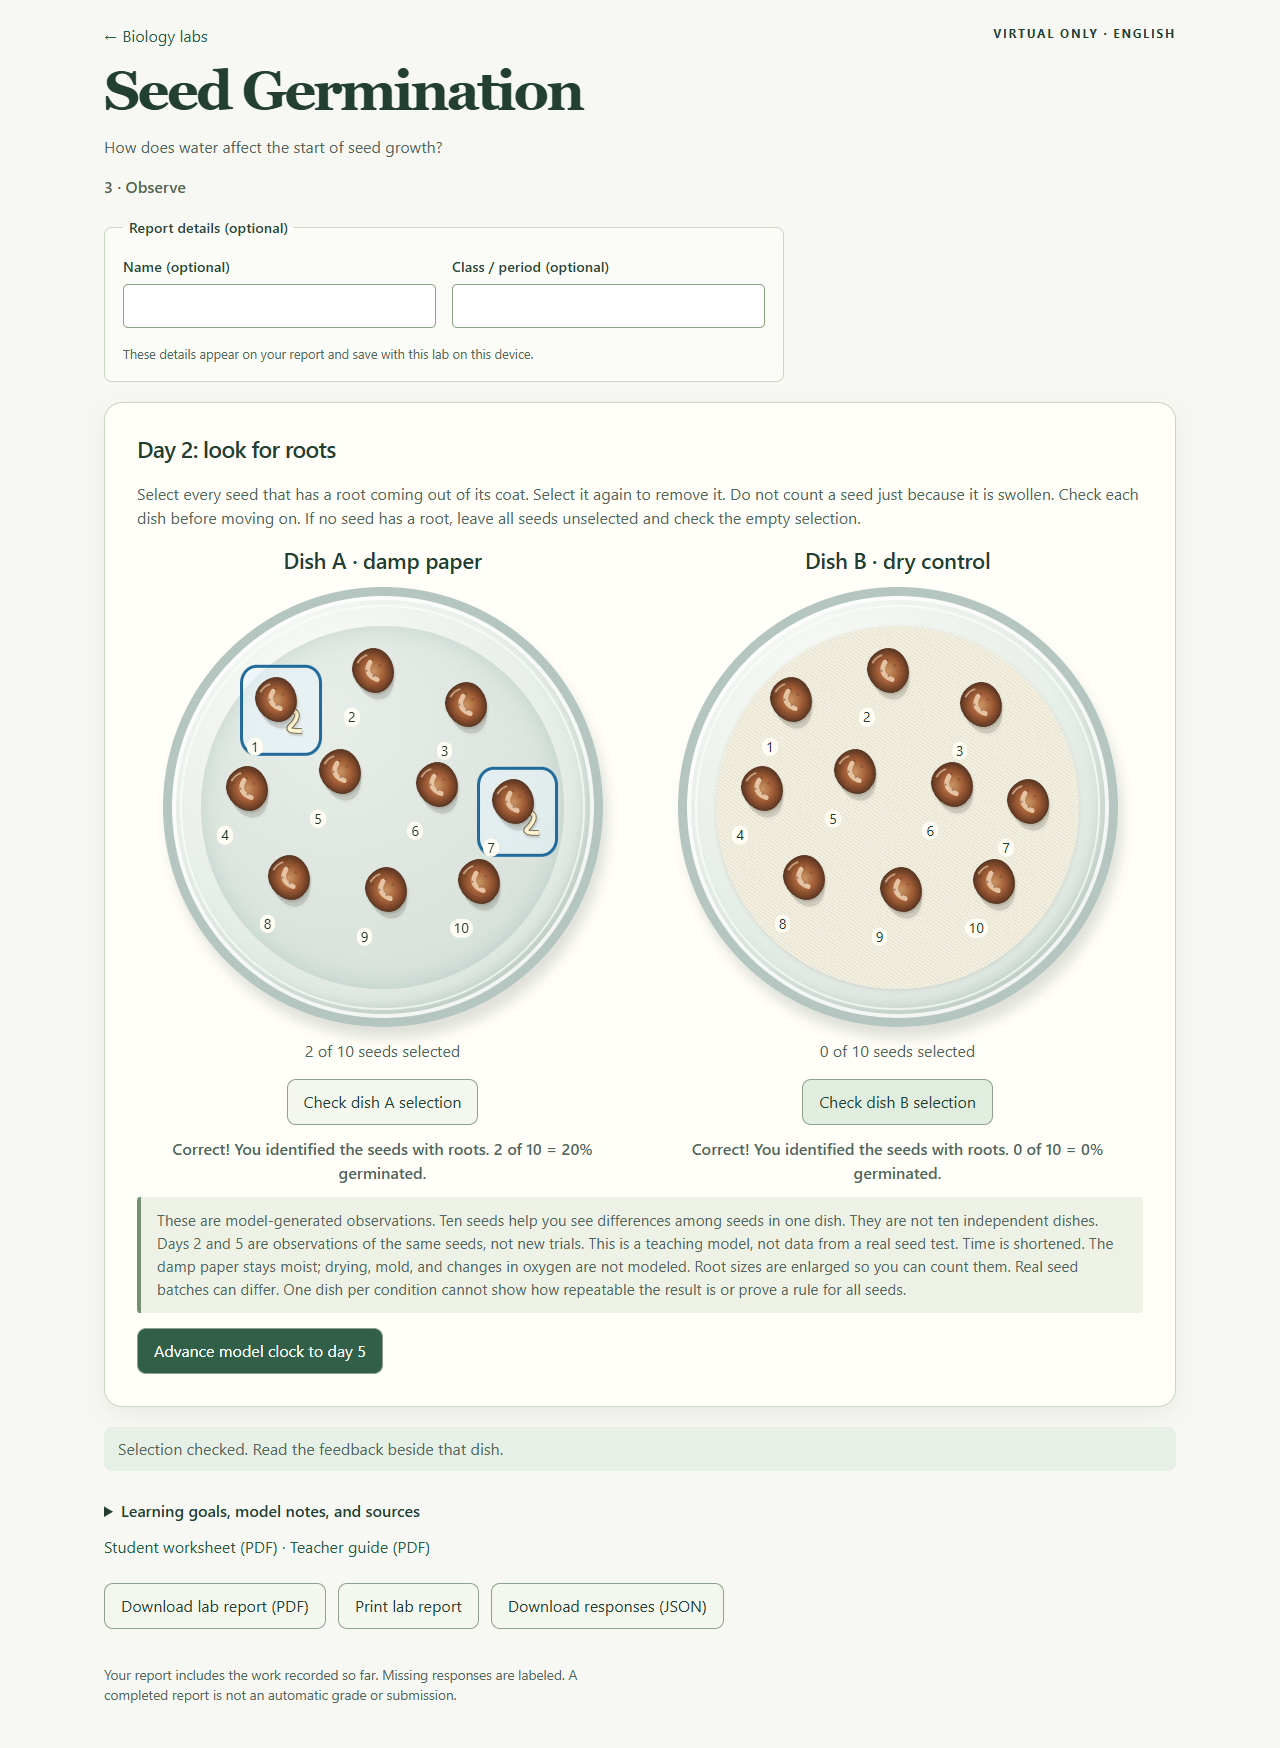 ← Biology labs
VIRTUAL ONLY · ENGLISH
Seed Germination
How does water affect the start of seed growth?
3 · Observe
Report details (optional)
Name (optional)
Class / period (optional)
These details appear on your report and save with this lab on this device.
Day 2: look for roots
Select every seed that has a root coming out of its coat. Select it again to remove it. Do not count a seed just because it is swollen. Check each
dish before moving on. If no seed has a root, leave all seeds unselected and check the empty selection.
Dish A · damp paper
1
2
3
4
5
6
7
8
9
10
2 of 10 seeds selected
Check dish A selection
Correct! You identified the seeds with roots. 2 of 10 = 20%
germinated.
Dish B · dry control
1
2
3
4
5
6
7
8
9
10
0 of 10 seeds selected
Check dish B selection
Correct! You identified the seeds with roots. 0 of 10 = 0%
germinated.
These are model-generated observations. Ten seeds help you see differences among seeds in one dish. They are not ten independent dishes.
Days 2 and 5 are observations of the same seeds, not new trials. This is a teaching model, not data from a real seed test. Time is shortened. The
damp paper stays moist; drying, mold, and changes in oxygen are not modeled. Root sizes are enlarged so you can count them. Real seed
batches can differ. One dish per condition cannot show how repeatable the result is or prove a rule for all seeds.
Advance model clock to day 5
Selection checked. Read the feedback beside that dish.
▶ Learning goals, model notes, and sources
Student worksheet (PDF) · Teacher guide (PDF)
Download lab report (PDF)
Print lab report
Download responses (JSON)
Your report includes the work recorded so far. Missing responses are labeled. A
completed report is not an automatic grade or submission.